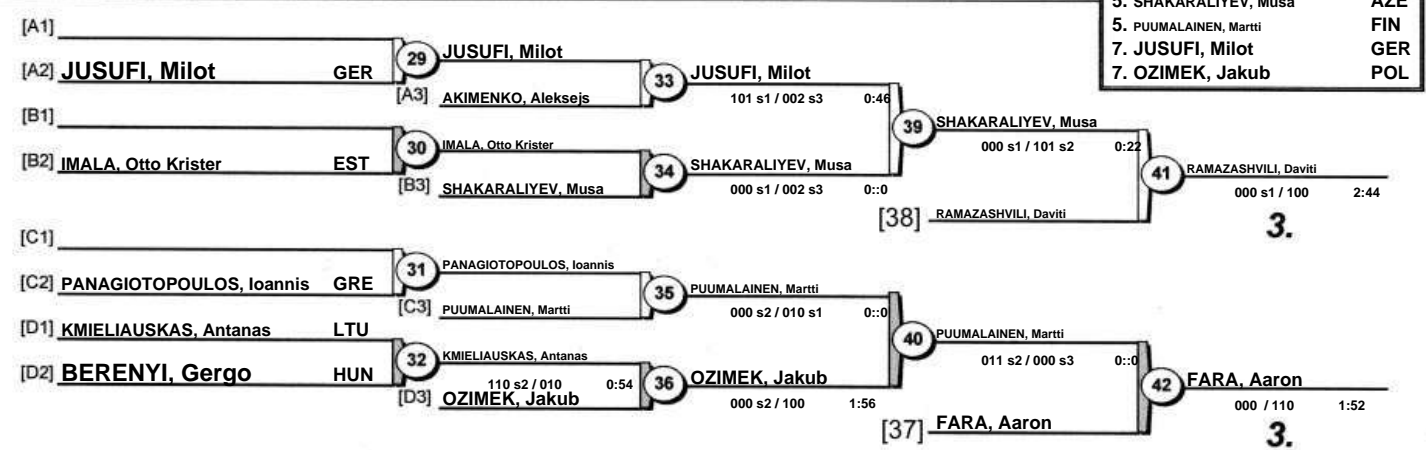 5. SHAKARALIYEV, Musa AZE
5. PUUMALAINEN, Martti FIN
7. JUSUFI, Milot GER
7. OZIMEK, Jakub POL
[A1]
[A2] JUSUFI, Milot GER
29
JUSUFI, Milot
[A3] AKIMENKO, Aleksejs
33
JUSUFI, Milot
101 s1 / 002 s3 0:46
[B1]
[B2] IMALA, Otto Krister EST
30
IMALA, Otto Krister
[B3] SHAKARALIYEV, Musa
34
SHAKARALIYEV, Musa
000 s1 / 002 s3 0::0
39
SHAKARALIYEV, Musa
000 s1 / 101 s2 0:22
[38] RAMAZASHVILI, Daviti
41
RAMAZASHVILI, Daviti
000 s1 / 100 2:44
3.
[C1]
[C2] PANAGIOTOPOULOS, Ioannis GRE
31
PANAGIOTOPOULOS, Ioannis
[C3] PUUMALAINEN, Martti
35
PUUMALAINEN, Martti
000 s2 / 010 s1 0::0
[D1] KMIELIAUSKAS, Antanas LTU
[D2] BERENYI, Gergo HUN
32
KMIELIAUSKAS, Antanas
110 s2 / 010 0:54
[D3] OZIMEK, Jakub
36
OZIMEK, Jakub
000 s2 / 100 1:56
40
PUUMALAINEN, Martti
011 s2 / 000 s3 0::0
[37] FARA, Aaron
42
FARA, Aaron
000 / 110 1:52
3.